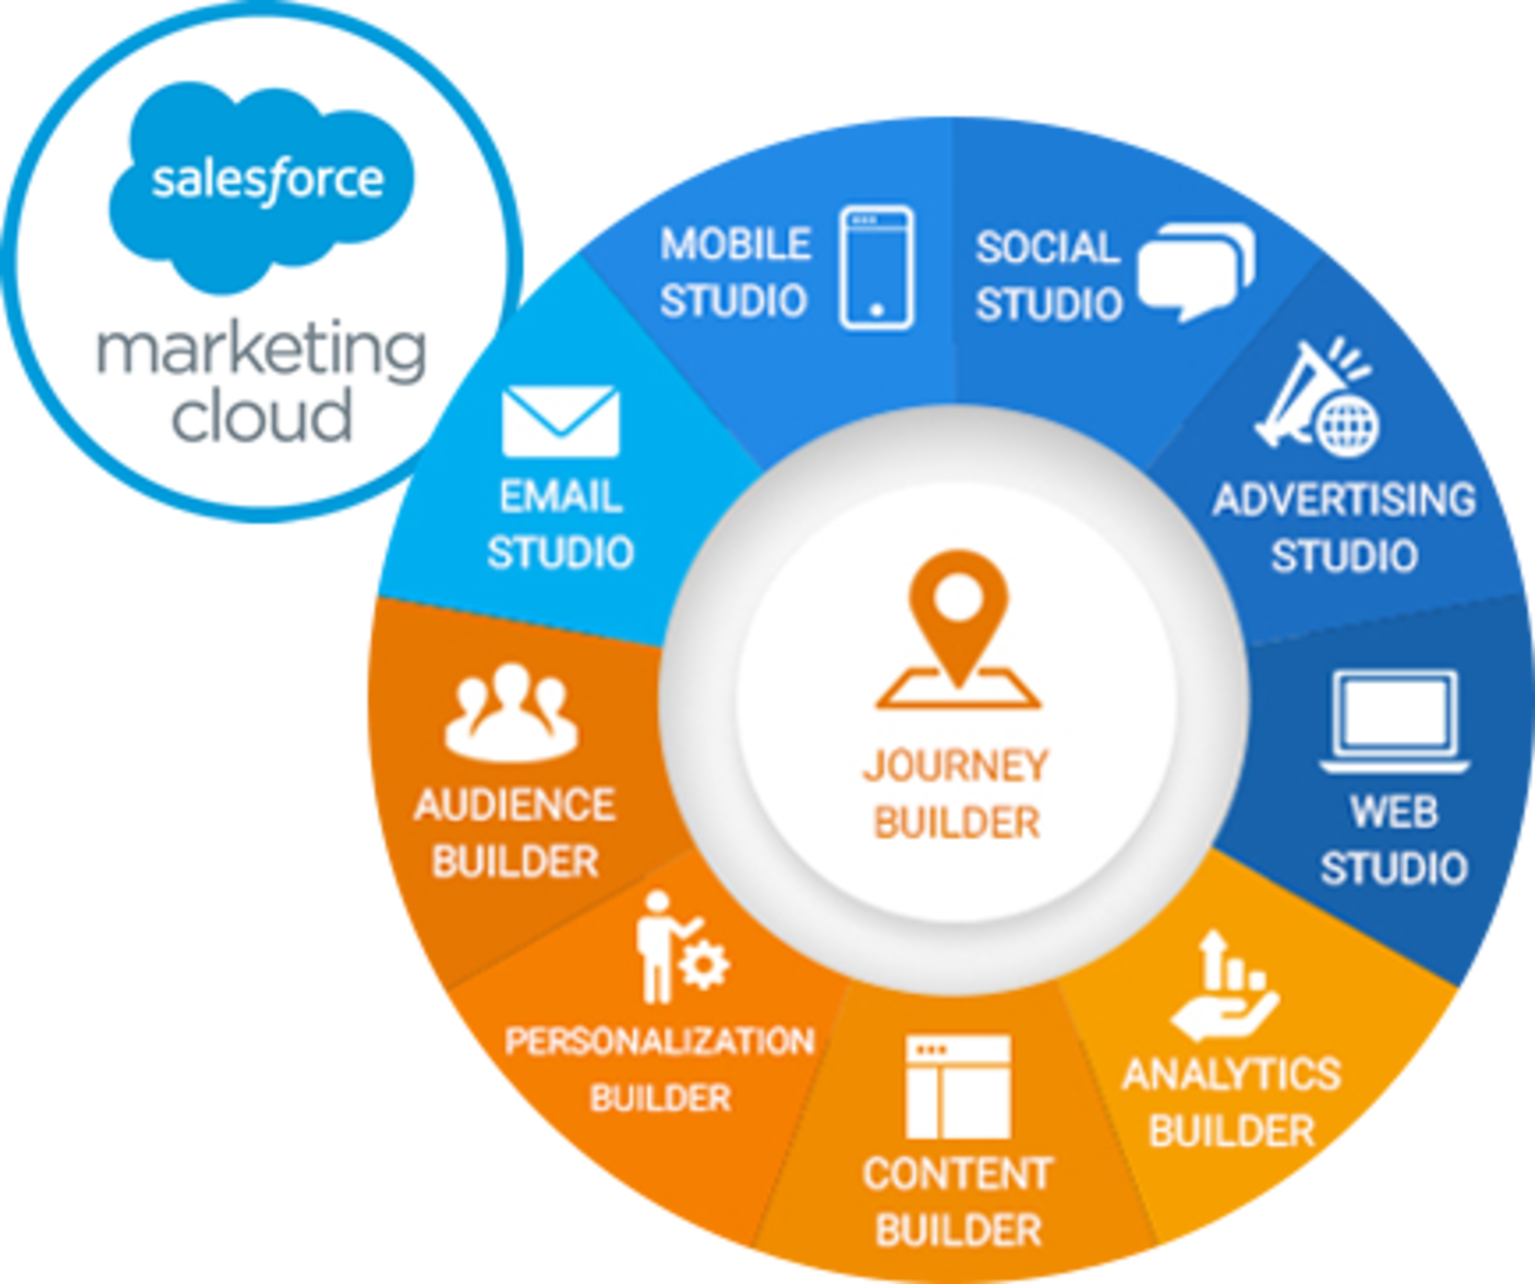 salesforce
marketing
cloud
MOBILE
STUDIO
SOCIAL
STUDIO
ADVERTISING
STUDIO
WEB
STUDIO
ANALYTICS
BUILDER
CONTENT
BUILDER
PERSONALIZATION
BUILDER
AUDIENCE
BUILDER
EMAIL
STUDIO
JOURNEY
BUILDER